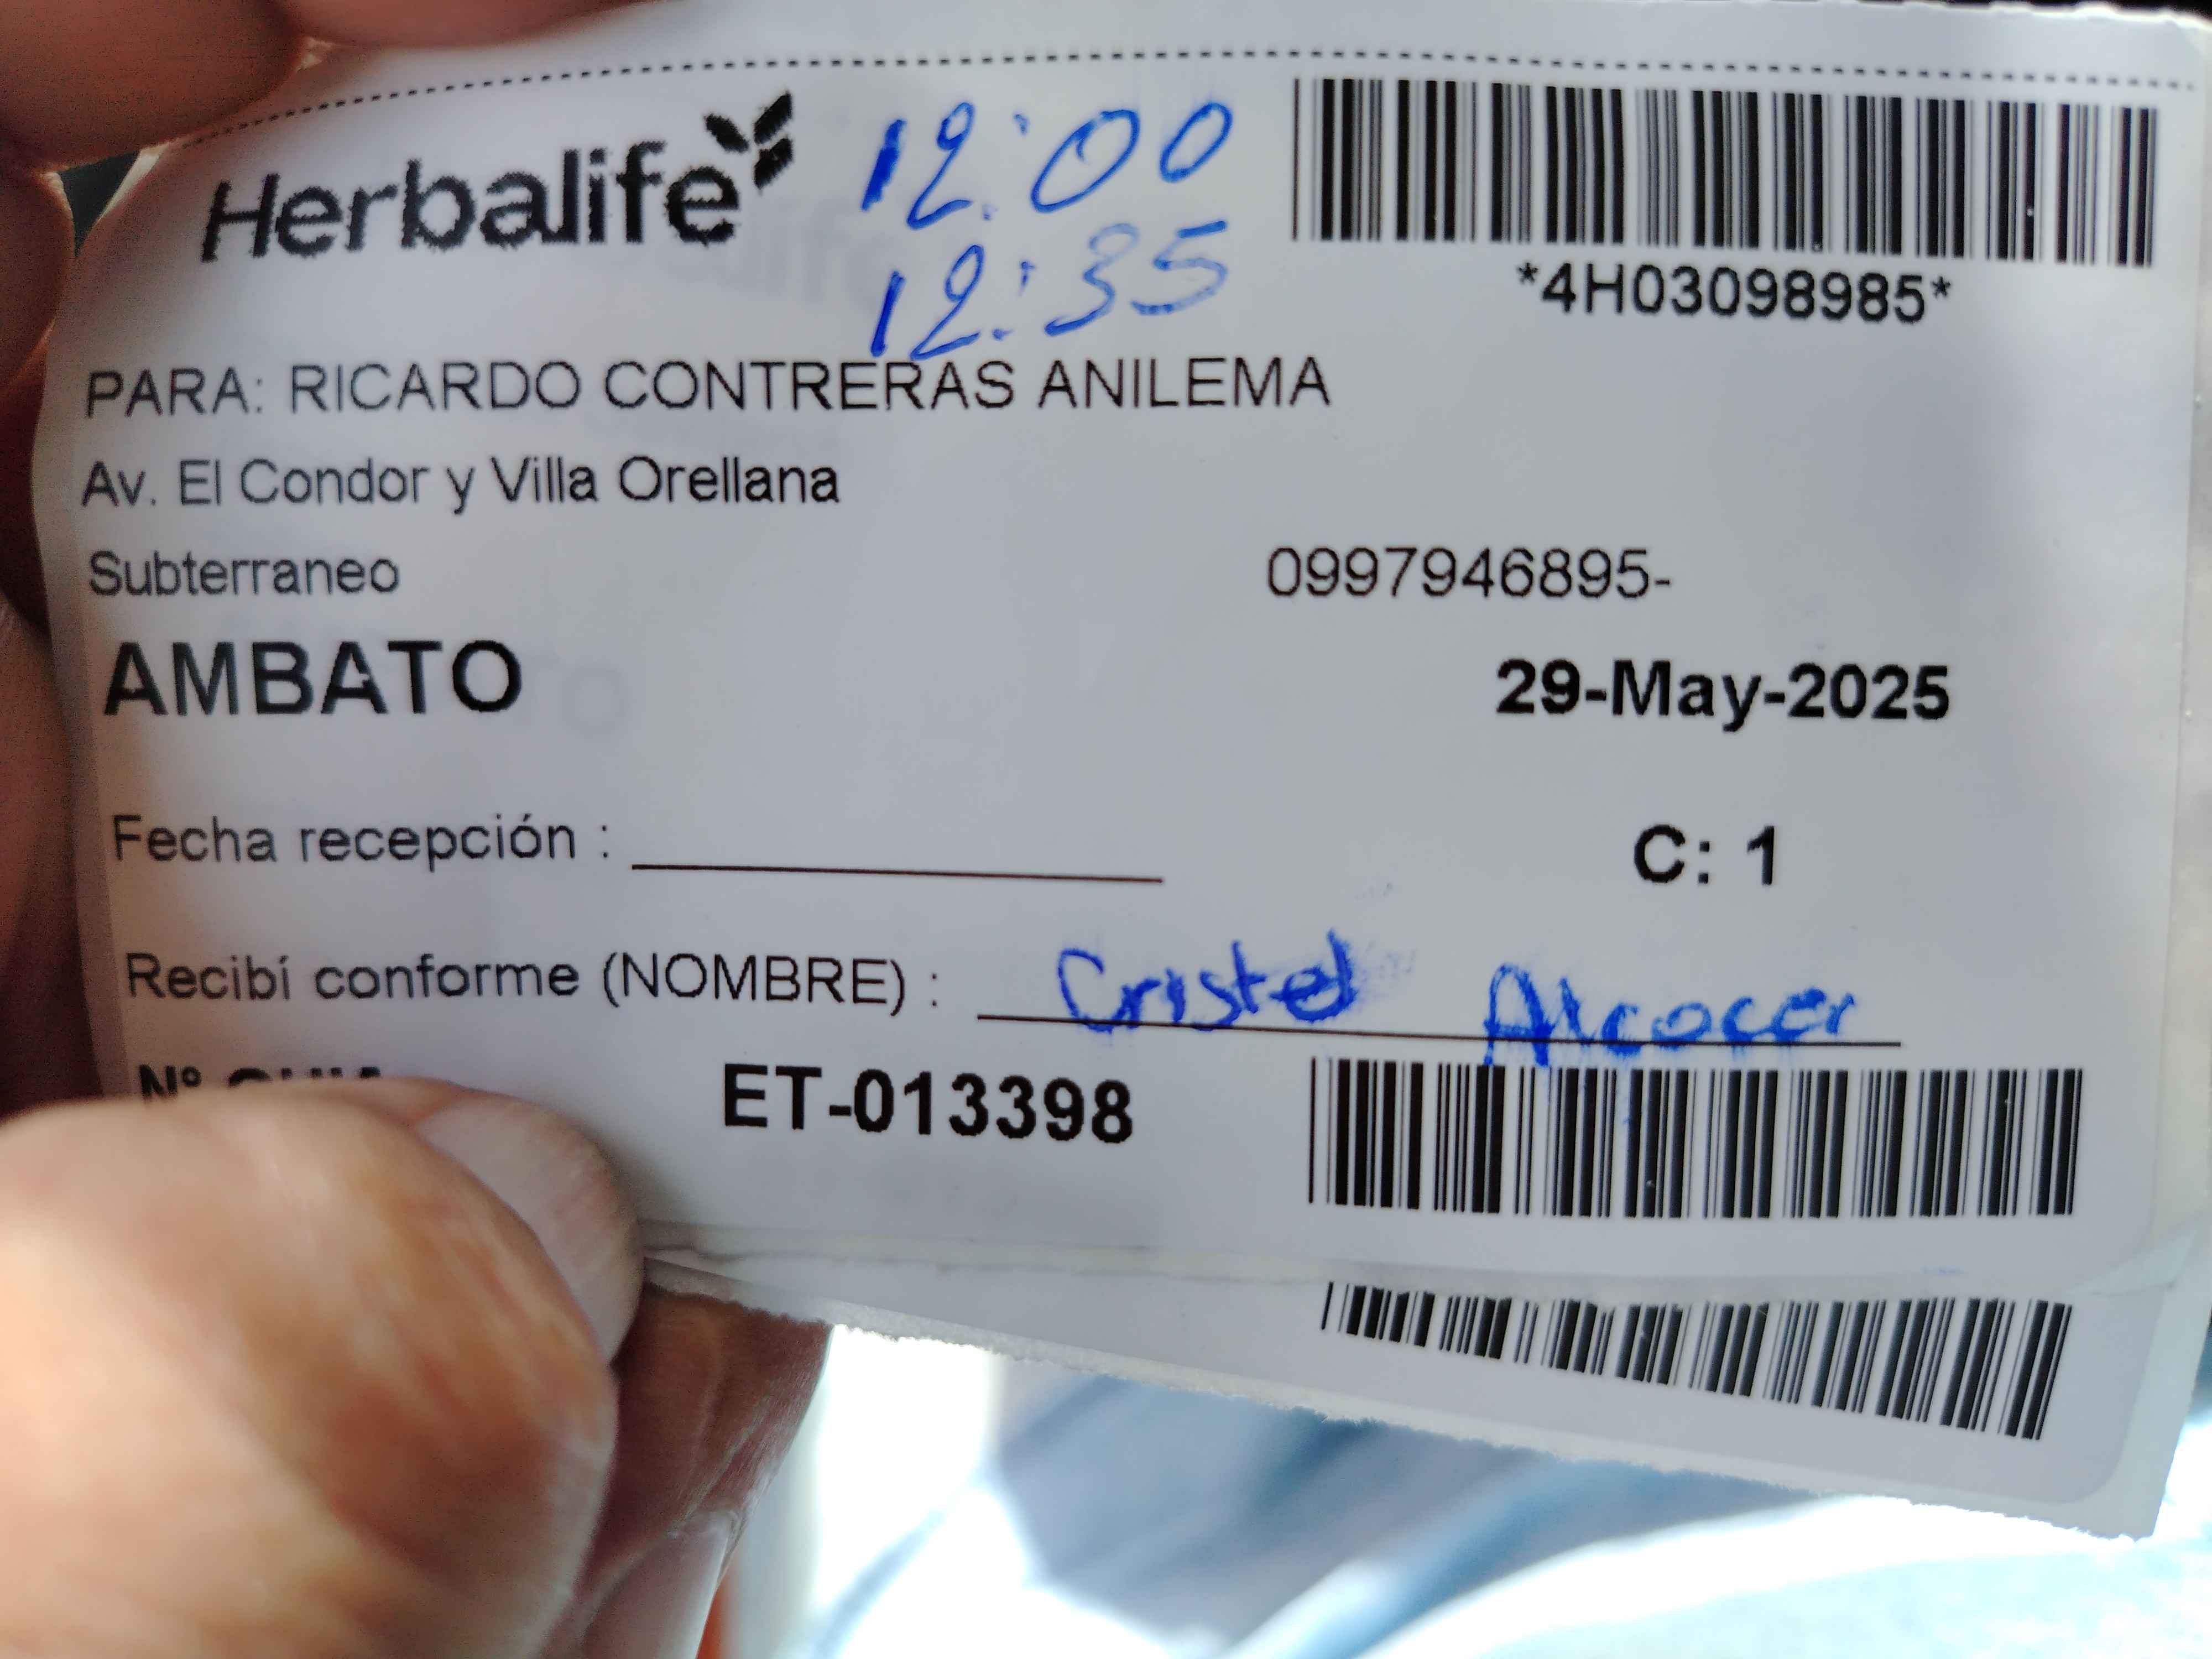 Herbalife
12:00
12:35
*4H03098985*
PARA: RICARDO CONTRERAS ANILEMA
Av. El Condor y Villa Orellana
Subterraneo 0997946895-
AMBATO 29-May-2025
Fecha recepción :
C: 1
Recibí conforme (NOMBRE) : Cristel Alcocer
Nº
ET-013398